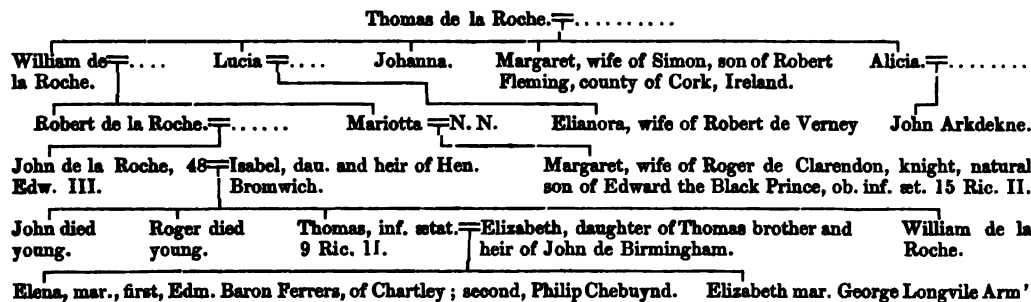 Thomas de la Roche.=.........
William de=.... Lucia=.... Johanna. Margaret, wife of Simon, son of Robert Alicia.=........
la Roche. Fleming, county of Cork, Ireland.
Robert de la Roche.=...... Mariotta=N. N. Elianora, wife of Robert de Verney John Arkdekne.
John de la Roche, 48=Isabel, dau. and heir of Hen. Margaret, wife of Roger de Clarendon, knight, natural
Edw. III. Bromwich. son of Edward the Black Prince, ob. inf. æt. 15 Ric. II.
John died Roger died Thomas, inf. ætat.=Elizabeth, daughter of Thomas brother and William de la
young. young. 9 Ric. II. heir of John de Birmingham. Roche.
Elena, mar., first, Edm. Baron Ferrers, of Chartley; second, Philip Chebuynd. Elizabeth mar. George Longvile Arm'